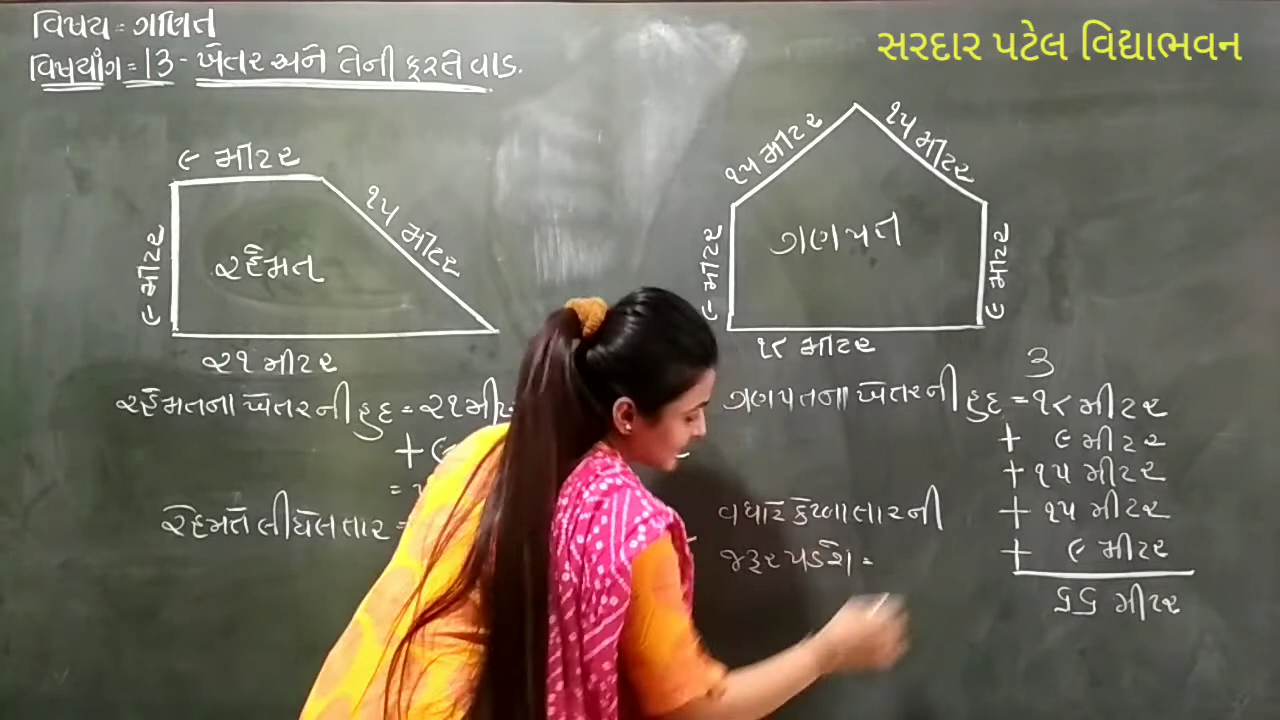 વિષય = ગણિત
વિષયાંગ = 13 - ખેતર અને તેની ફરતે વાડ.
સરદાર પટેલ વિદ્યાભવન
૯ મીટર
૧૫ મીટર
૯ મીટર
રહેમત
૨૧ મીટર
૧૫ મીટર
૧૫ મીટર
૯ મીટર
ગણપત
૯ મીટર
૧૮ મીટર
રહેમતના ખેતરની હદ = ૨૧ મીટ
+ ૯
=
રહેમતે લીધેલ તાર =
3
ગણપતના ખેતરની હદ = ૧૮ મીટર
+ ૯ મીટર
+ ૧૫ મીટર
+ ૧૫ મીટર
+ ૯ મીટર
૬૬ મીટર
વધારે કેટલા તારની
જરૂર પડશે =